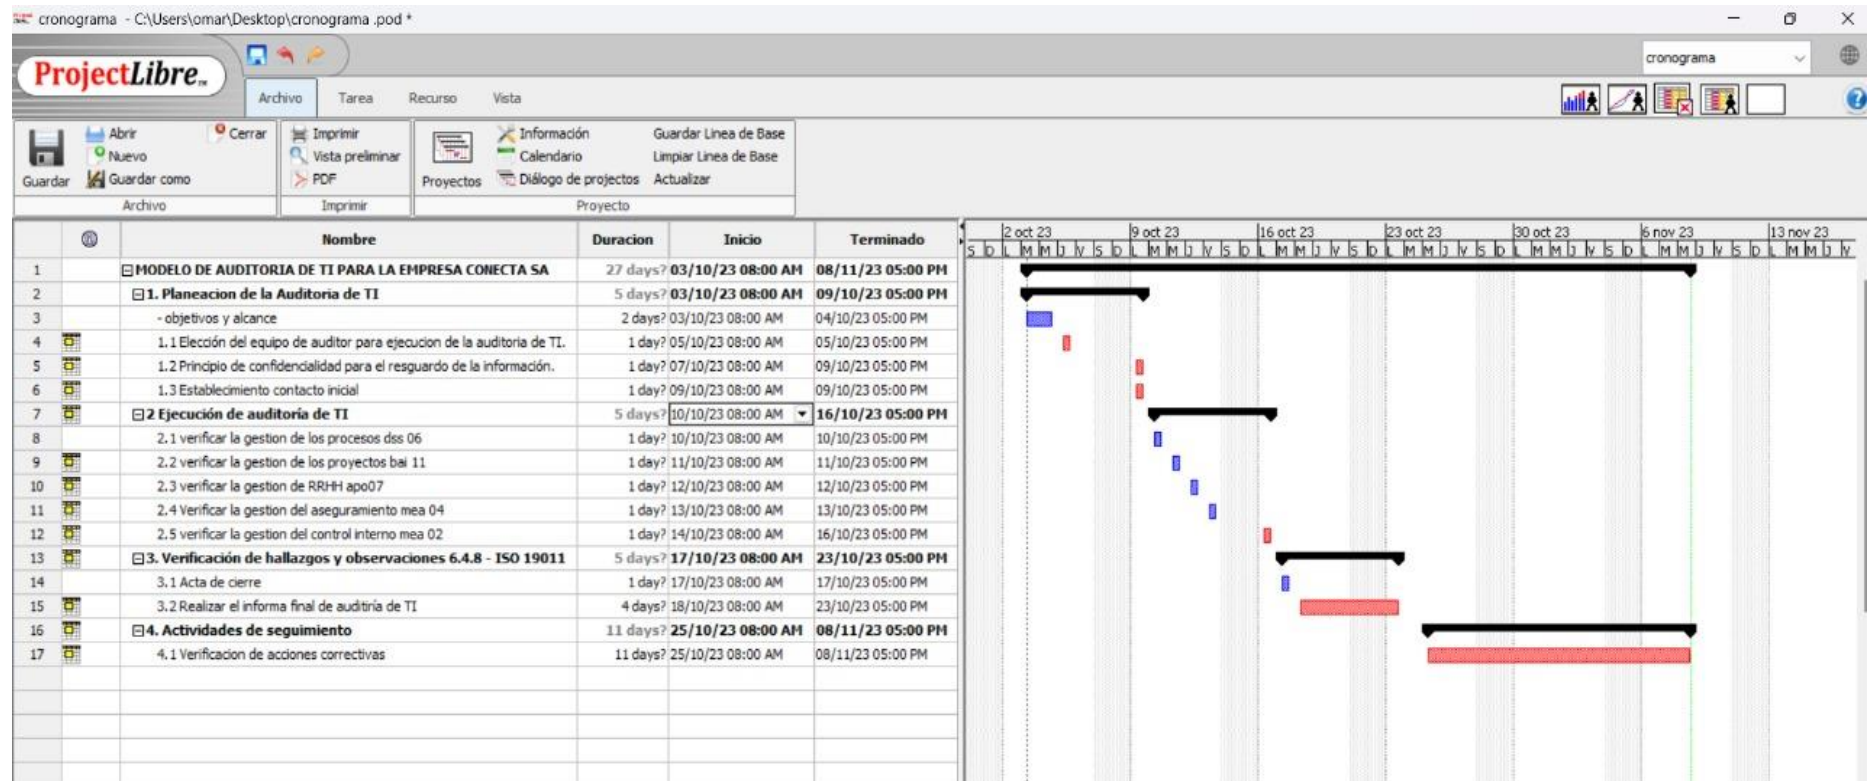 cronograma - C:\Users\omar\Desktop\cronograma .pod *
ProjectLibre
cronograma
Archivo Tarea Recurso Vista
Abrir Cerrar Imprimir Información Guardar Linea de Base
Nuevo Vista preliminar Calendario Limpiar Linea de Base
Guardar Guardar como PDF Proyectos Diálogo de projectos Actualizar
Archivo Imprimir Proyecto
Nombre Duracion Inicio Terminado
2 oct 23 9 oct 23 16 oct 23 23 oct 23 30 oct 23 6 nov 23 13 nov 23
S D L M M J V S D L M M J V S D L M M J V S D L M M J V S D L M M J V S D L M M J V S D L M M J V
1 MODELO DE AUDITORIA DE TI PARA LA EMPRESA CONECTA SA 27 days? 03/10/23 08:00 AM 08/11/23 05:00 PM
2 1. Planeacion de la Auditoria de TI 5 days? 03/10/23 08:00 AM 09/10/23 05:00 PM
3 - objetivos y alcance 2 days? 03/10/23 08:00 AM 04/10/23 05:00 PM
4 1.1 Elección del equipo de auditor para ejecucion de la auditoria de TI. 1 day? 05/10/23 08:00 AM 05/10/23 05:00 PM
5 1.2 Principio de confidencialidad para el resguardo de la información. 1 day? 07/10/23 08:00 AM 09/10/23 05:00 PM
6 1.3 Establecimiento contacto inicial 1 day? 09/10/23 08:00 AM 09/10/23 05:00 PM
7 2 Ejecución de auditoría de TI 5 days? 10/10/23 08:00 AM 16/10/23 05:00 PM
8 2.1 verificar la gestion de los procesos dss 06 1 day? 10/10/23 08:00 AM 10/10/23 05:00 PM
9 2.2 verificar la gestion de los proyectos bai 11 1 day? 11/10/23 08:00 AM 11/10/23 05:00 PM
10 2.3 verificar la gestion de RRHH apo07 1 day? 12/10/23 08:00 AM 12/10/23 05:00 PM
11 2.4 Verificar la gestion del aseguramiento mea 04 1 day? 13/10/23 08:00 AM 13/10/23 05:00 PM
12 2.5 verificar la gestion del control interno mea 02 1 day? 14/10/23 08:00 AM 16/10/23 05:00 PM
13 3. Verificación de hallazgos y observaciones 6.4.8 - ISO 19011 5 days? 17/10/23 08:00 AM 23/10/23 05:00 PM
14 3.1 Acta de cierre 1 day? 17/10/23 08:00 AM 17/10/23 05:00 PM
15 3.2 Realizar el informa final de auditría de TI 4 days? 18/10/23 08:00 AM 23/10/23 05:00 PM
16 4. Actividades de seguimiento 11 days? 25/10/23 08:00 AM 08/11/23 05:00 PM
17 4.1 Verificacion de acciones correctivas 11 days? 25/10/23 08:00 AM 08/11/23 05:00 PM